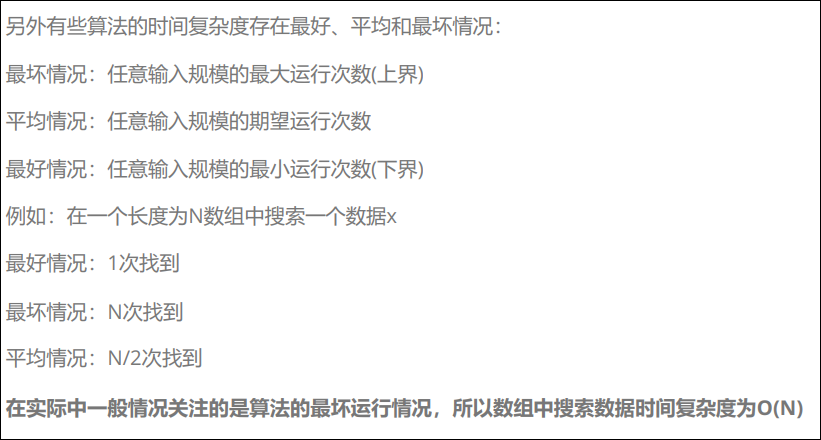 另外有些算法的时间复杂度存在最好、平均和最坏情况：
最坏情况：任意输入规模的最大运行次数(上界)
平均情况：任意输入规模的期望运行次数
最好情况：任意输入规模的最小运行次数(下界)
例如：在一个长度为N数组中搜索一个数据x
最好情况：1次找到
最坏情况：N次找到
平均情况：N/2次找到
在实际中一般情况关注的是算法的最坏运行情况，所以数组中搜索数据时间复杂度为O(N)